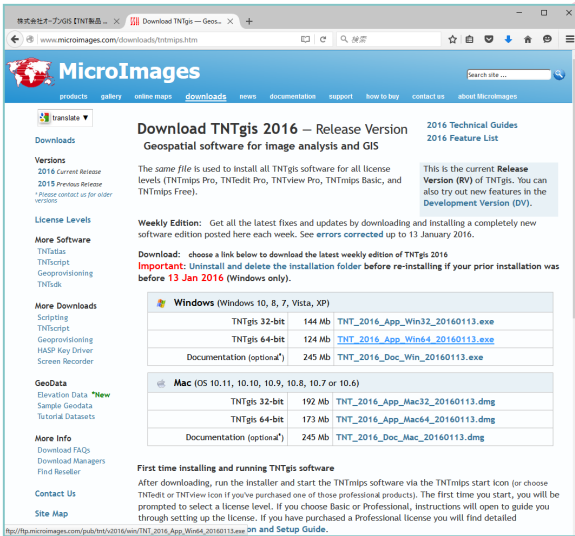 株式会社オープンGIS【TNT製品 ...
Download TNTgis — Geos...
www.microimages.com/downloads/tntmips.htm
検索
MicroImages
Search site ...
products gallery online maps downloads news documentation support how to buy contact us about MicroImages
translate ▼
Downloads
Versions
2016 Current Release
2015 Previous Release
* Please contact us for older
versions
License Levels
More Software
TNTatlas
TNTscript
Geoprovisioning
TNTsdk
More Downloads
Scripting
TNTscript
Geoprovisioning
HASP Key Driver
Screen Recorder
GeoData
Elevation Data *New
Sample Geodata
Tutorial Datasets
More Info
Download FAQs
Download Managers
Find Reseller
Contact Us
Site Map
Download TNTgis 2016 — Release Version
Geospatial software for image analysis and GIS
2016 Technical Guides
2016 Feature List
The same file is used to install all TNTgis software for all license
levels (TNTmips Pro, TNTedit Pro, TNTview Pro, TNTmips Basic, and
TNTmips Free).
This is the current Release
Version (RV) of TNTgis. You can
also try out new features in the
Development Version (DV).
Weekly Edition: Get all the latest fixes and updates by downloading and installing a completely new
software edition posted here each week. See errors corrected up to 13 January 2016.
Download: choose a link below to download the latest weekly edition of TNTgis 2016
Important: Uninstall and delete the installation folder before re-installing if your prior installation was
before 13 Jan 2016 (Windows only).
Windows (Windows 10, 8, 7, Vista, XP)
TNTgis 32-bit 144 Mb TNT_2016_App_Win32_20160113.exe
TNTgis 64-bit 124 Mb TNT_2016_App_Win64_20160113.exe
Documentation (optional*) 245 Mb TNT_2016_Doc_Win_20160113.exe
Mac (OS 10.11, 10.10, 10.9, 10.8, 10.7 or 10.6)
TNTgis 32-bit 192 Mb TNT_2016_App_Mac32_20160113.dmg
TNTgis 64-bit 173 Mb TNT_2016_App_Mac64_20160113.dmg
Documentation (optional*) 245 Mb TNT_2016_Doc_Mac_20160113.dmg
First time installing and running TNTgis software
After downloading, run the installer and start the TNTmips software via the TNTmips start icon (or choose
TNTedit or TNTview icon if you've purchased one of those professional products). The first time you start, you will be
prompted to select a license level. If you choose Basic or Professional, instructions will open to guide you
through setting up the license. If you have purchased a Professional license you will find detailed
on and Setup Guide.
ftp://ftp.microimages.com/pub/tnt/v2016/win/TNT_2016_App_Win64_20160113.exe